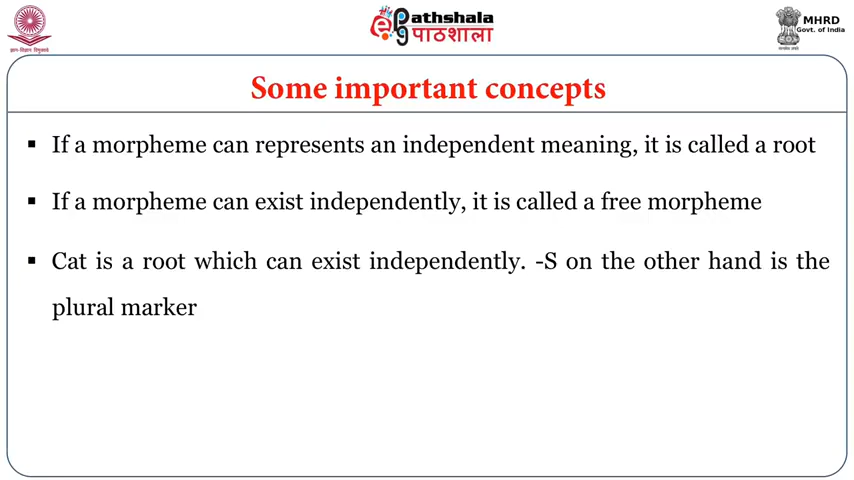 ज्ञान-विज्ञान विमुक्तये
ePathshala
पाठशाला
MHRD
Govt. of India
Some important concepts
▪ If a morpheme can represents an independent meaning, it is called a root
▪ If a morpheme can exist independently, it is called a free morpheme
▪ Cat is a root which can exist independently. -S on the other hand is the
plural marker